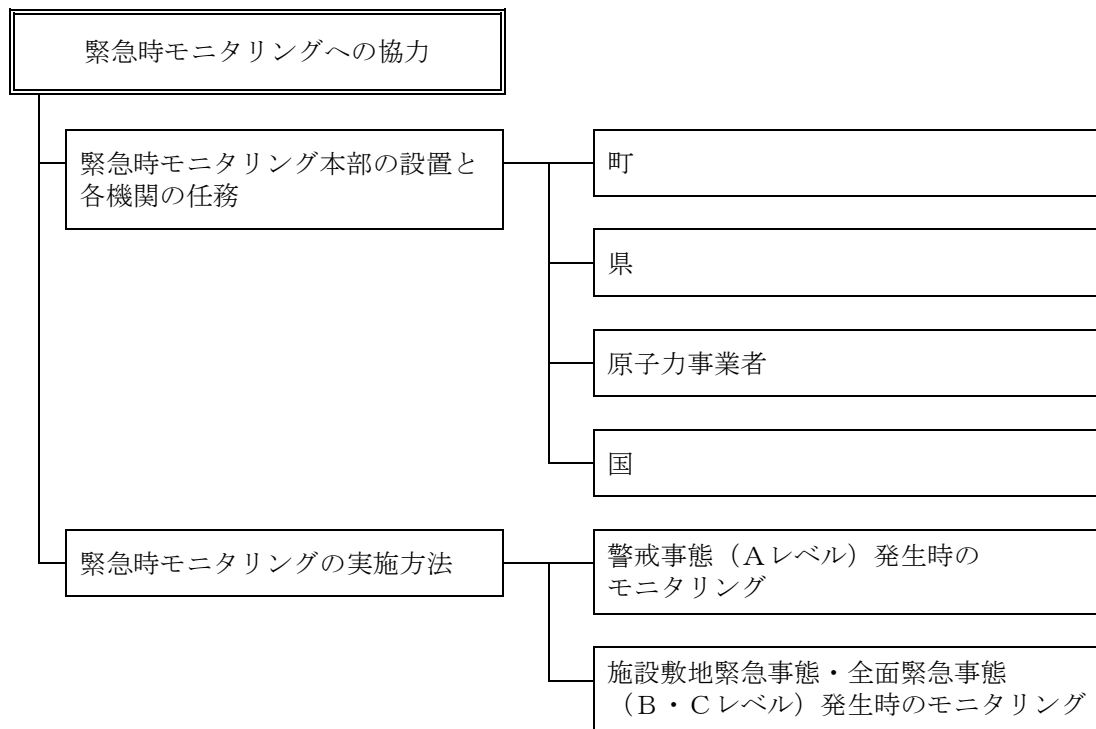 緊急時モニタリングへの協力
緊急時モニタリング本部の設置と
各機関の任務
町
県
原子力事業者
国
緊急時モニタリングの実施方法
警戒事態（Ａレベル）発生時の
モニタリング
施設敷地緊急事態・全面緊急事態
（Ｂ・Ｃレベル）発生時のモニタリング